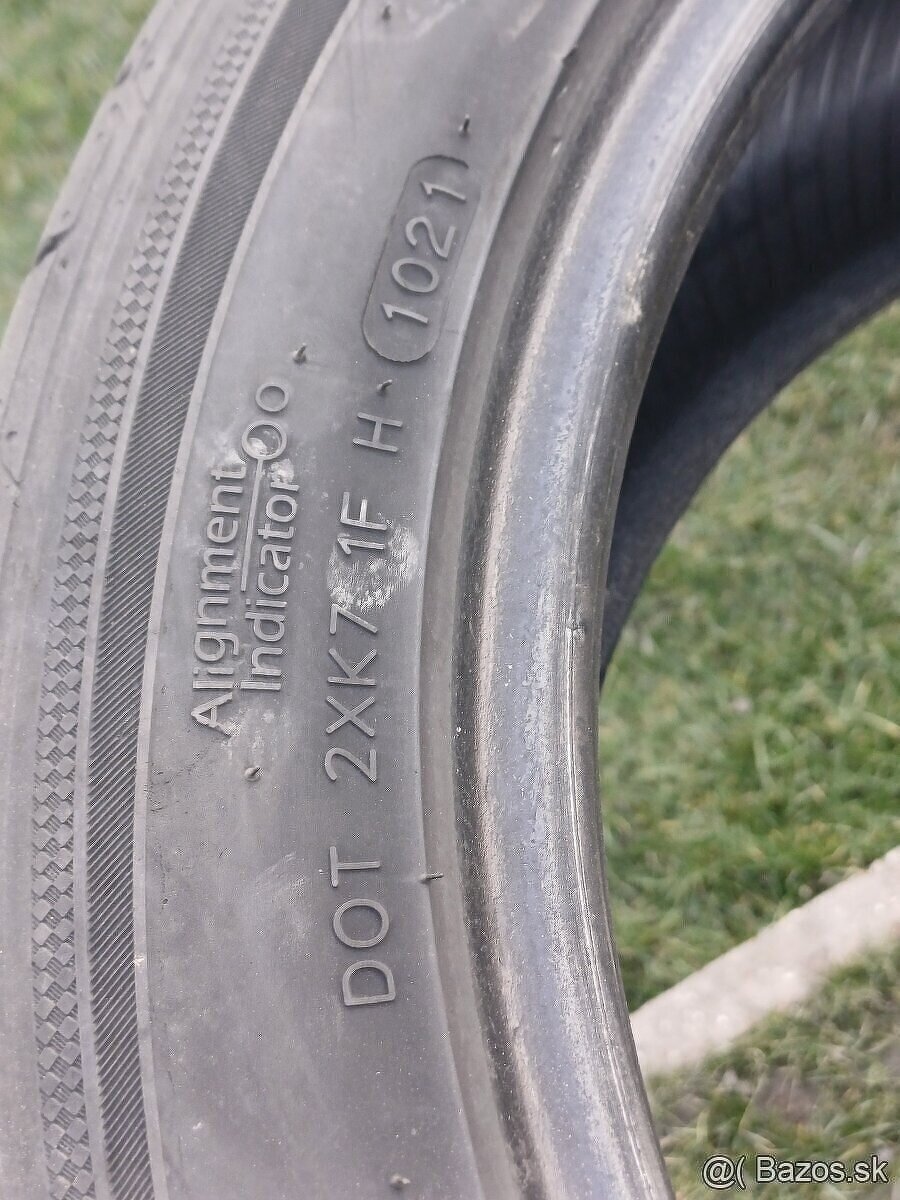 Alignment
Indicator
DOT 2XK7 1F H 1021
@( Bazos.sk